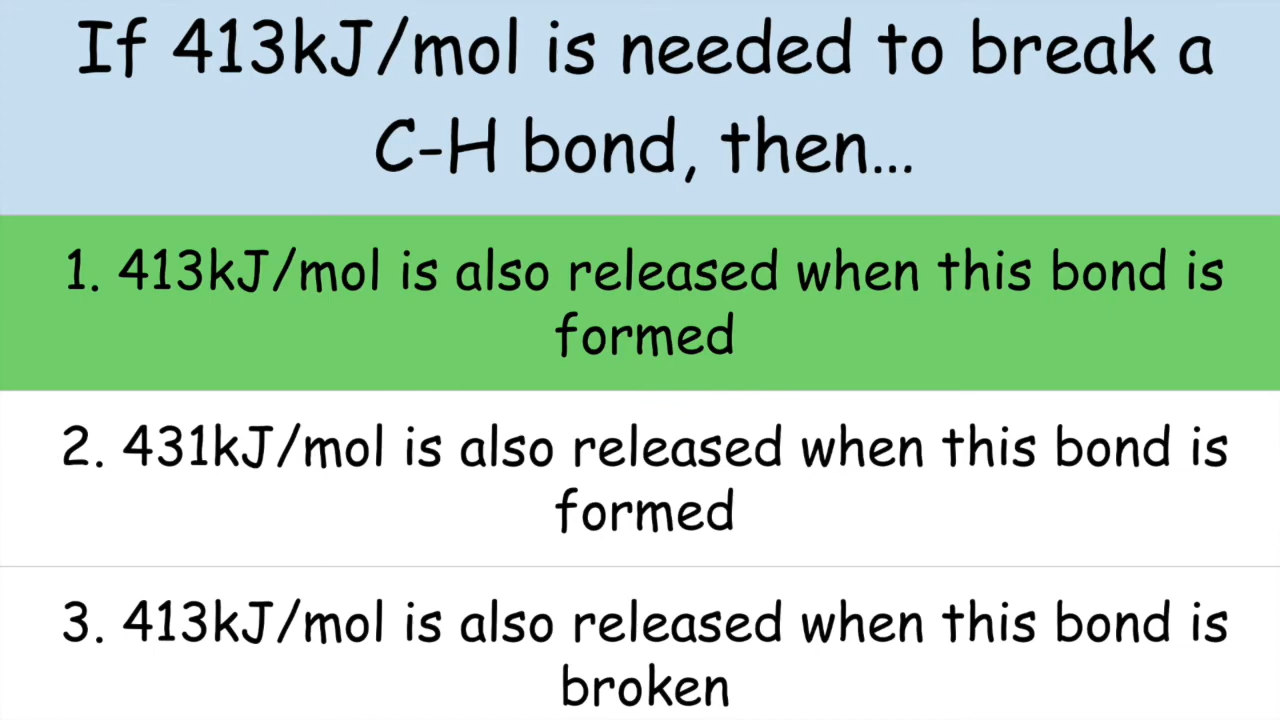 If 413kJ/mol is needed to break a
C-H bond, then...
1. 413kJ/mol is also released when this bond is
formed
2. 431kJ/mol is also released when this bond is
formed
3. 413kJ/mol is also released when this bond is
broken